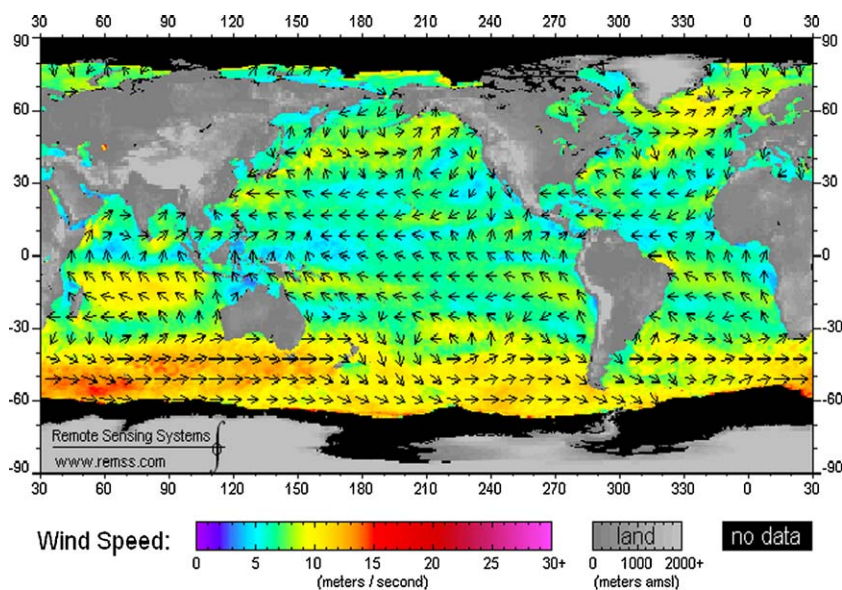 30 60 90 120 150 180 210 240 270 300 330 0 30
90 90
60 60
30 30
0 0
-30 -30
-60 -60
-90 -90
Remote Sensing Systems
www.remss.com
30 60 90 120 150 180 210 240 270 300 330 0 30
Wind Speed:
0 5 10 15 20 25 30+
(meters / second)
land
0 1000 2000+
(meters amsl)
no data